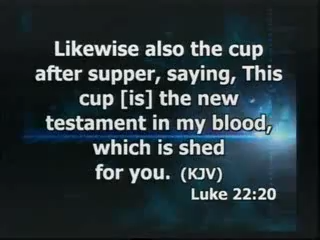 Likewise also the cup
after supper, saying, This
cup [is] the new
testament in my blood,
which is shed
for you. (KJV)
Luke 22:20